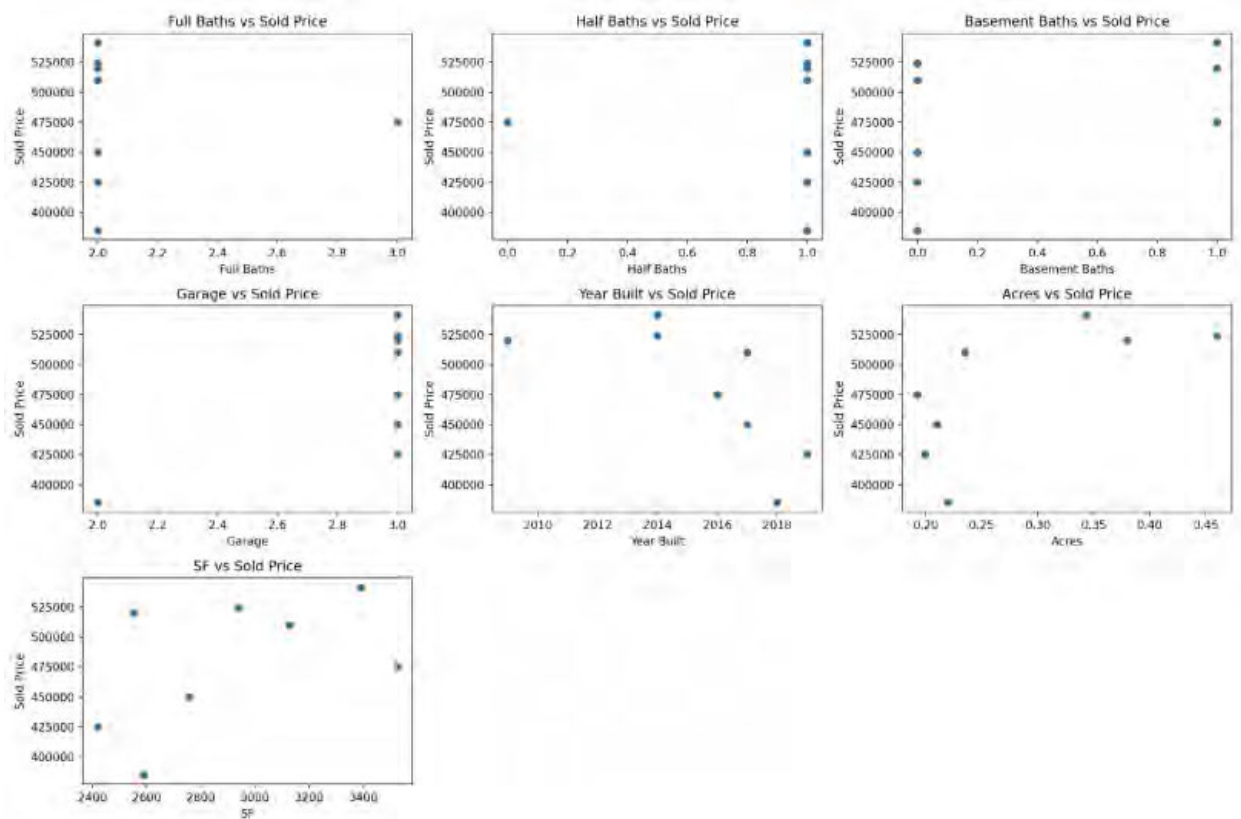 Full Baths vs Sold Price
Sold Price
525000
500000
475000
450000
425000
400000
2.0 2.2 2.4 2.6 2.8 3.0
Full Baths
Half Baths vs Sold Price
Sold Price
525000
500000
475000
450000
425000
400000
0.0 0.2 0.4 0.6 0.8 1.0
Half Baths
Basement Baths vs Sold Price
Sold Price
525000
500000
475000
450000
425000
400000
0.0 0.2 0.4 0.6 0.8 1.0
Basement Baths
Garage vs Sold Price
Sold Price
525000
500000
475000
450000
425000
400000
2.0 2.2 2.4 2.6 2.8 3.0
Garage
Year Built vs Sold Price
Sold Price
525000
500000
475000
450000
425000
400000
2010 2012 2014 2016 2018
Year Built
Acres vs Sold Price
Sold Price
525000
500000
475000
450000
425000
400000
0.20 0.25 0.30 0.40 0.45
Acres
SF vs Sold Price
Sold Price
525000
500000
475000
450000
425000
400000
2400 2600 2800 3000 3200 3400
SF